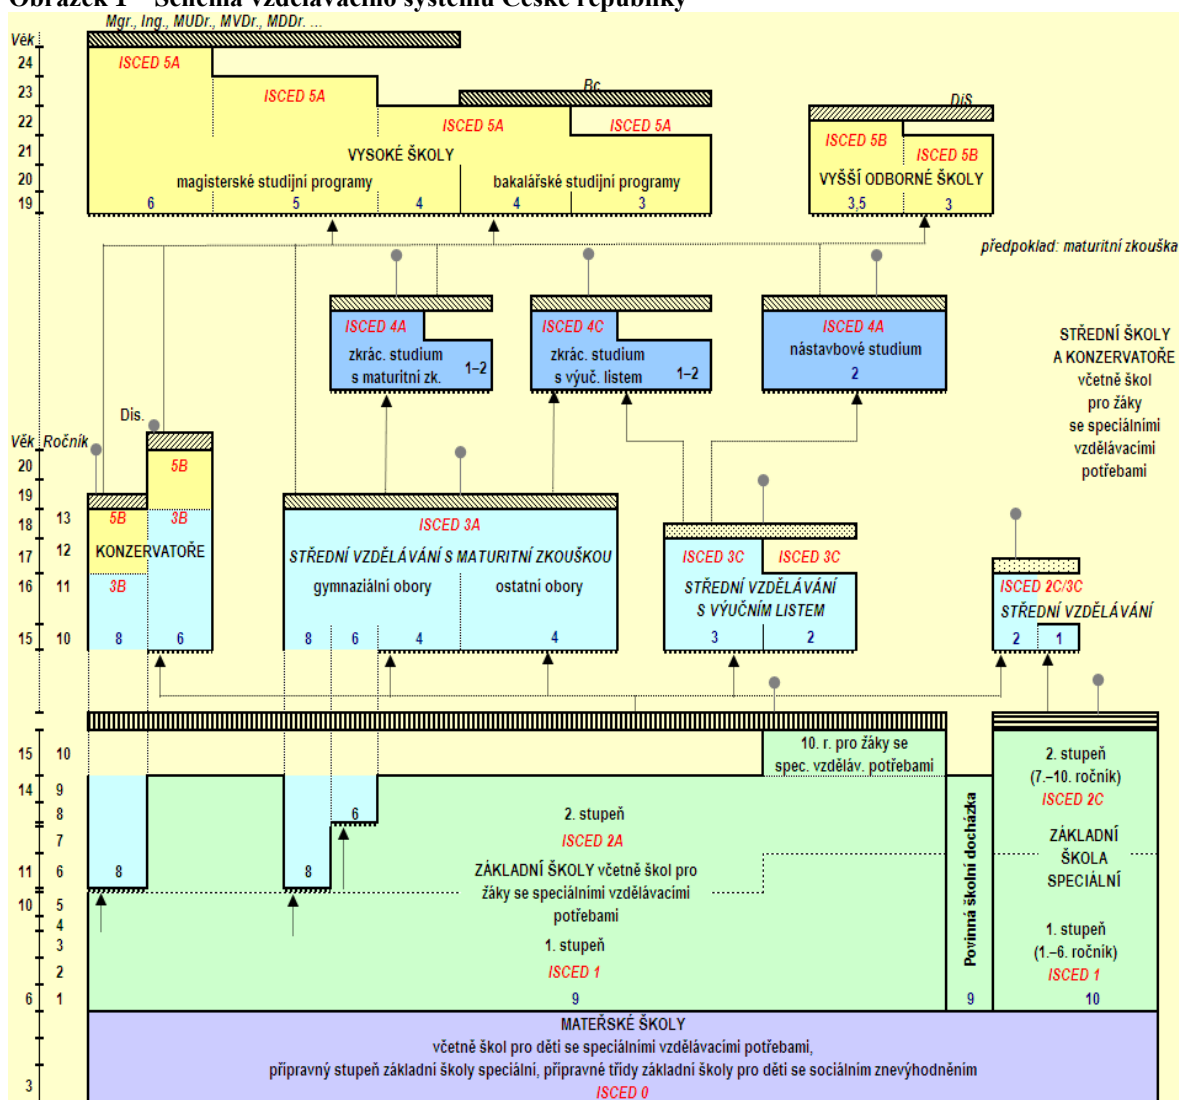 Obrázek 1 – Schéma vzdělávacího systému České republiky
Mgr., Ing., MUDr., MVDr., MDDr. ...
Věk
24
23
22
21
20
19
ISCED 5A
ISCED 5A
ISCED 5A
Bc
ISCED 5A
VYSOKÉ ŠKOLY
magisterské studijní programy
bakalářské studijní programy
6
5
4
4
3
DiS
ISCED 5B
ISCED 5B
VYŠŠÍ ODBORNÉ ŠKOLY
3,5
3
předpoklad: maturitní zkouška
ISCED 4A
zkrác. studium
s maturitní zk.
1–2
ISCED 4C
zkrác. studium
s výuč. listem
1–2
ISCED 4A
nástavbové studium
2
STŘEDNÍ ŠKOLY
A KONZERVATOŘE
včetně škol
pro žáky
se speciálními
vzdělávacími
potřebami
Věk Ročník
20
19
18 13
17 12
16 11
15 10
Dis.
5B
5B
3B
KONZERVATOŘE
3B
8
6
ISCED 3A
STŘEDNÍ VZDĚLÁVÁNÍ S MATURITNÍ ZKOUŠKOU
gymnaziální obory
ostatní obory
8
6
4
4
ISCED 3C
ISCED 3C
STŘEDNÍ VZDĚLÁVÁNÍ
S VÝUČNÍM LISTEM
3
2
ISCED 2C/3C
STŘEDNÍ VZDĚLÁVÁNÍ
2
1
15 10
14 9
8
7
11 6
10 5
4
3
2
6 1
3
10. r. pro žáky se
spec. vzděláv. potřebami
8
8
6
2. stupeň
ISCED 2A
ZÁKLADNÍ ŠKOLY včetně škol pro
žáky se speciálními vzdělávacími
potřebami
1. stupeň
ISCED 1
9
Povinná školní docházka
9
2. stupeň
(7.–10. ročník)
ISCED 2C
ZÁKLADNÍ
ŠKOLA
SPECIÁLNÍ
1. stupeň
(1.–6. ročník)
ISCED 1
10
MATEŘSKÉ ŠKOLY
včetně škol pro děti se speciálními vzdělávacími potřebami,
přípravný stupeň základní školy speciální, přípravné třídy základní školy pro děti se sociálním znevýhodněním
ISCED 0